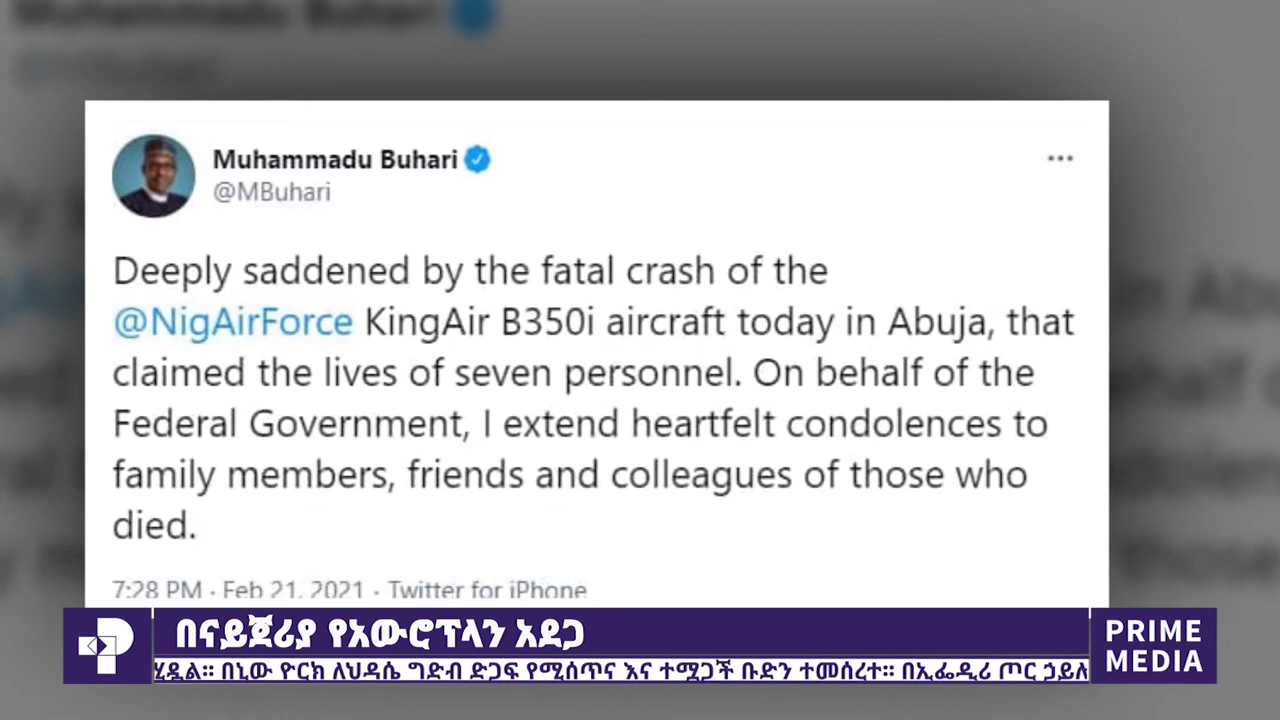 Muhammadu Buhari
@MBuhari
Deeply saddened by the fatal crash of the
@NigAirForce KingAir B350i aircraft today in Abuja, that
claimed the lives of seven personnel. On behalf of the
Federal Government, I extend heartfelt condolences to
family members, friends and colleagues of those who
died.
7:28 PM · Feb 21, 2021 · Twitter for iPhone
በናይጀሪያ የአውሮፕላን አደጋ
ሂዷል። በኒው ዮርክ ለህዳሴ ግድብ ድጋፍ የሚሰጥና እና ተሟጋች ቡድን ተመሰረተ። በኢፌዲሪ ጦር ኃይለ
PRIME
MEDIA